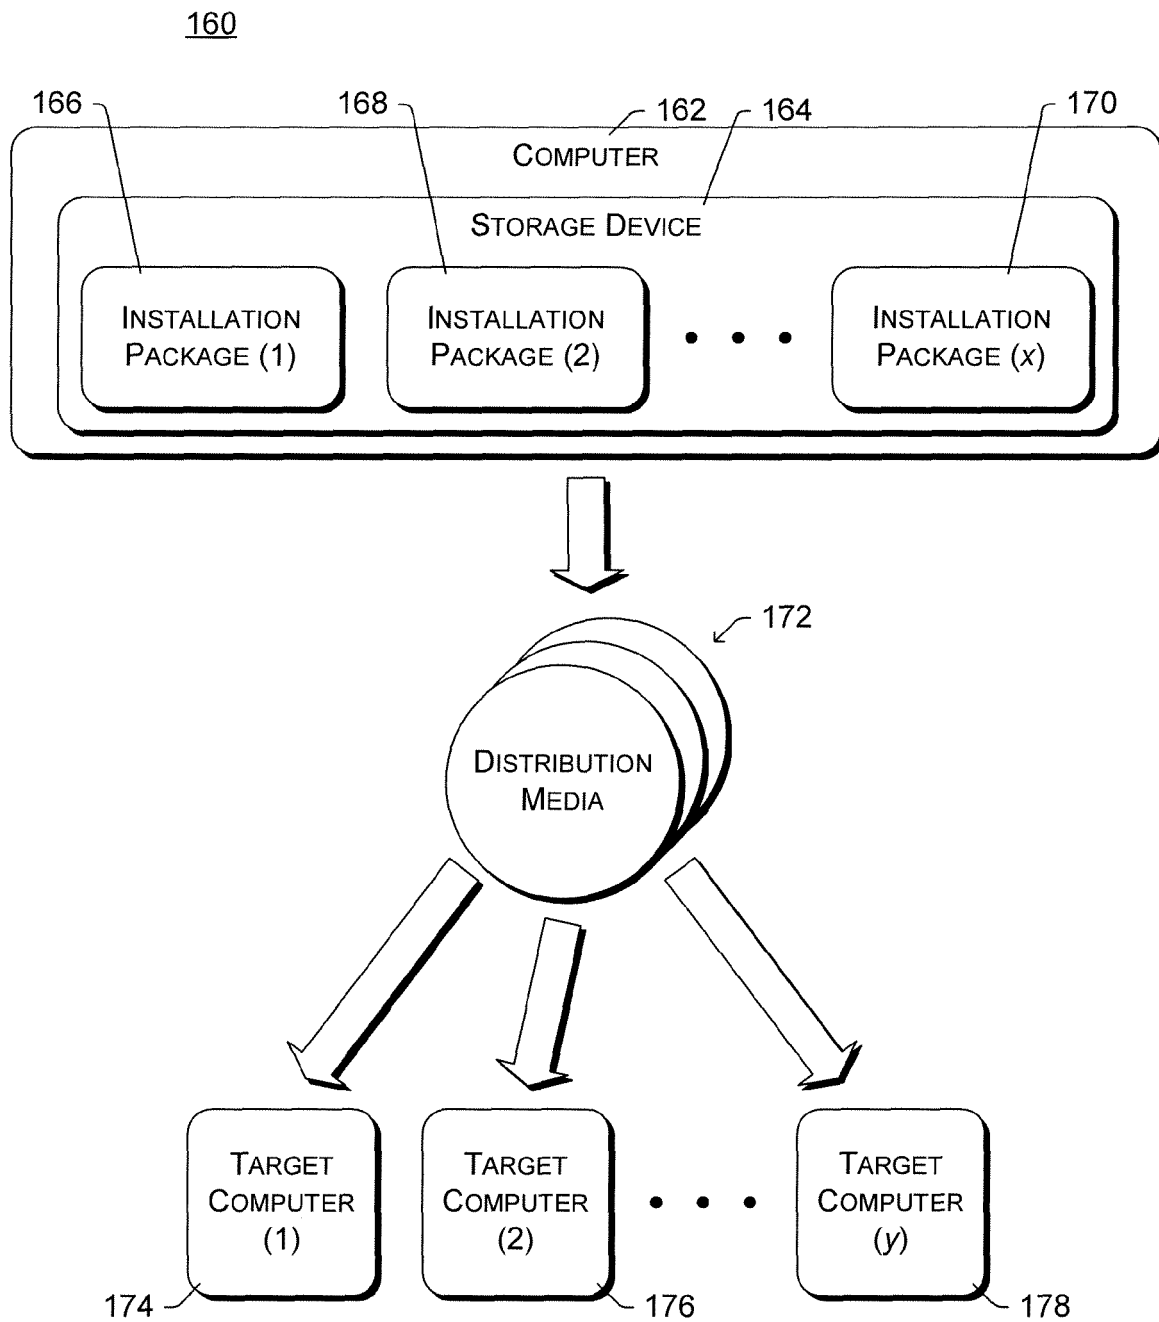 160
166
168
162
164
170
COMPUTER
STORAGE DEVICE
INSTALLATION
PACKAGE (1)
INSTALLATION
PACKAGE (2)
• • •
INSTALLATION
PACKAGE (x)
172
DISTRIBUTION
MEDIA
TARGET
COMPUTER
(1)
TARGET
COMPUTER
(2)
• • •
TARGET
COMPUTER
(y)
174
176
178